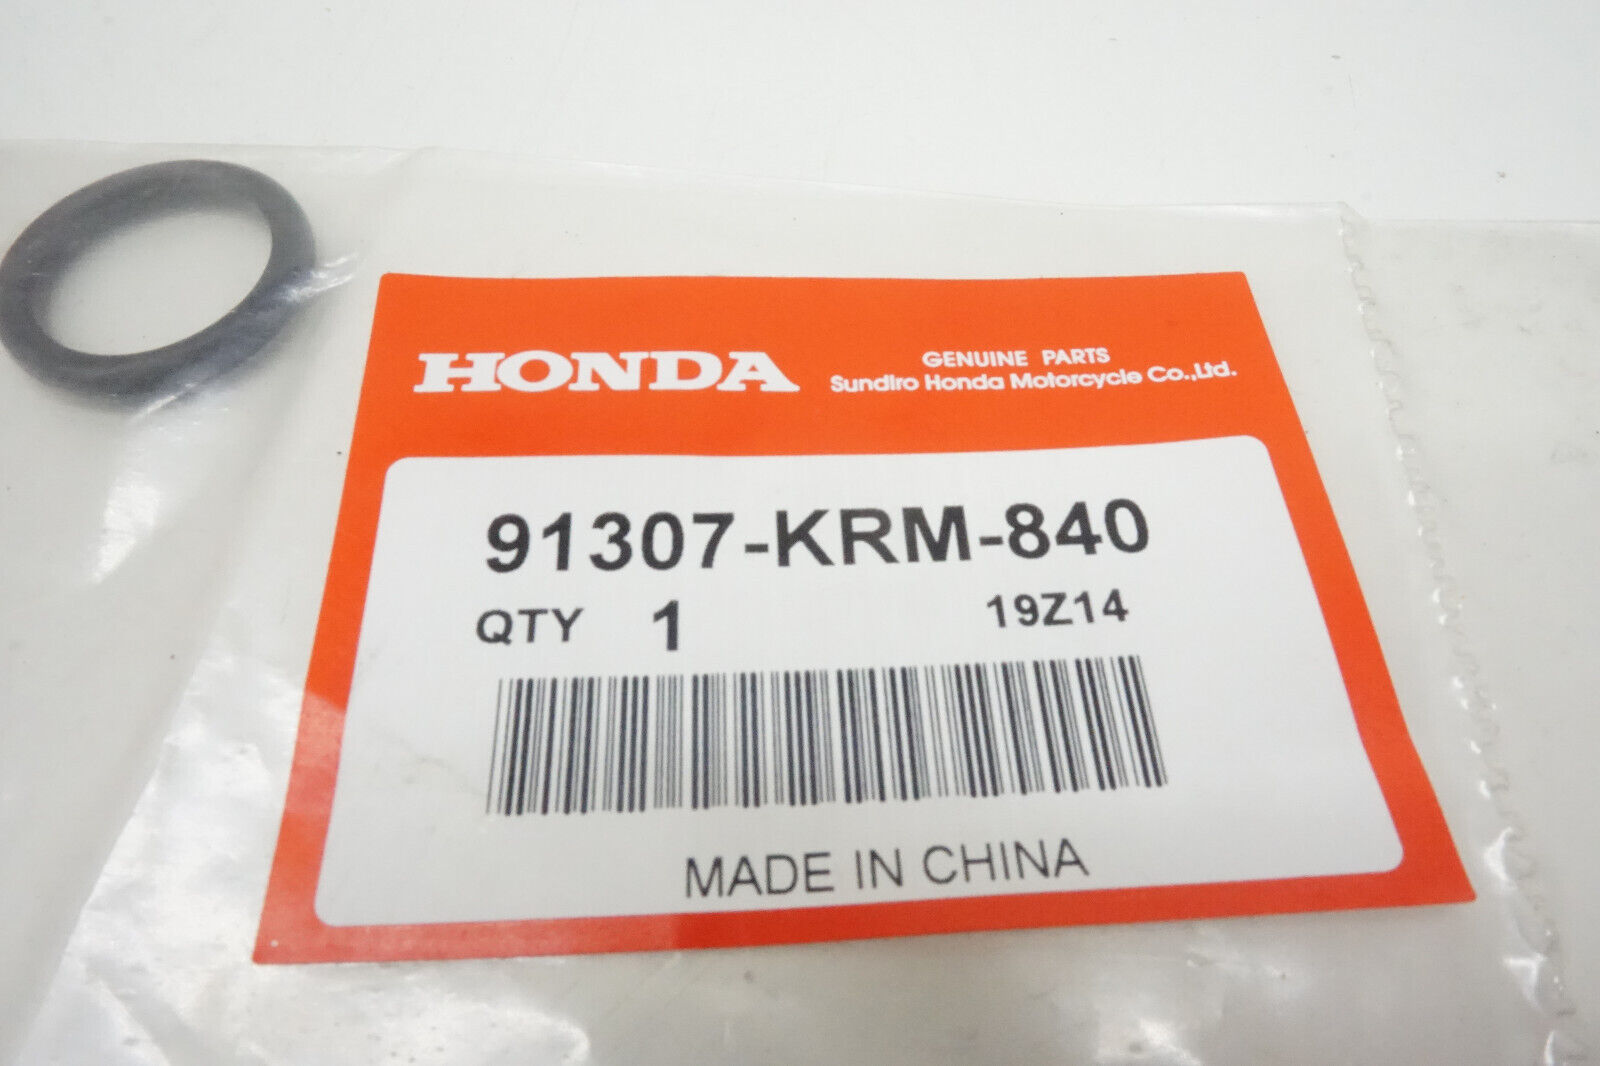 HONDA
GENUINE PARTS
Sundiro Honda Motorcycle Co.,Ltd.
91307-KRM-840
QTY 1 19Z14
MADE IN CHINA